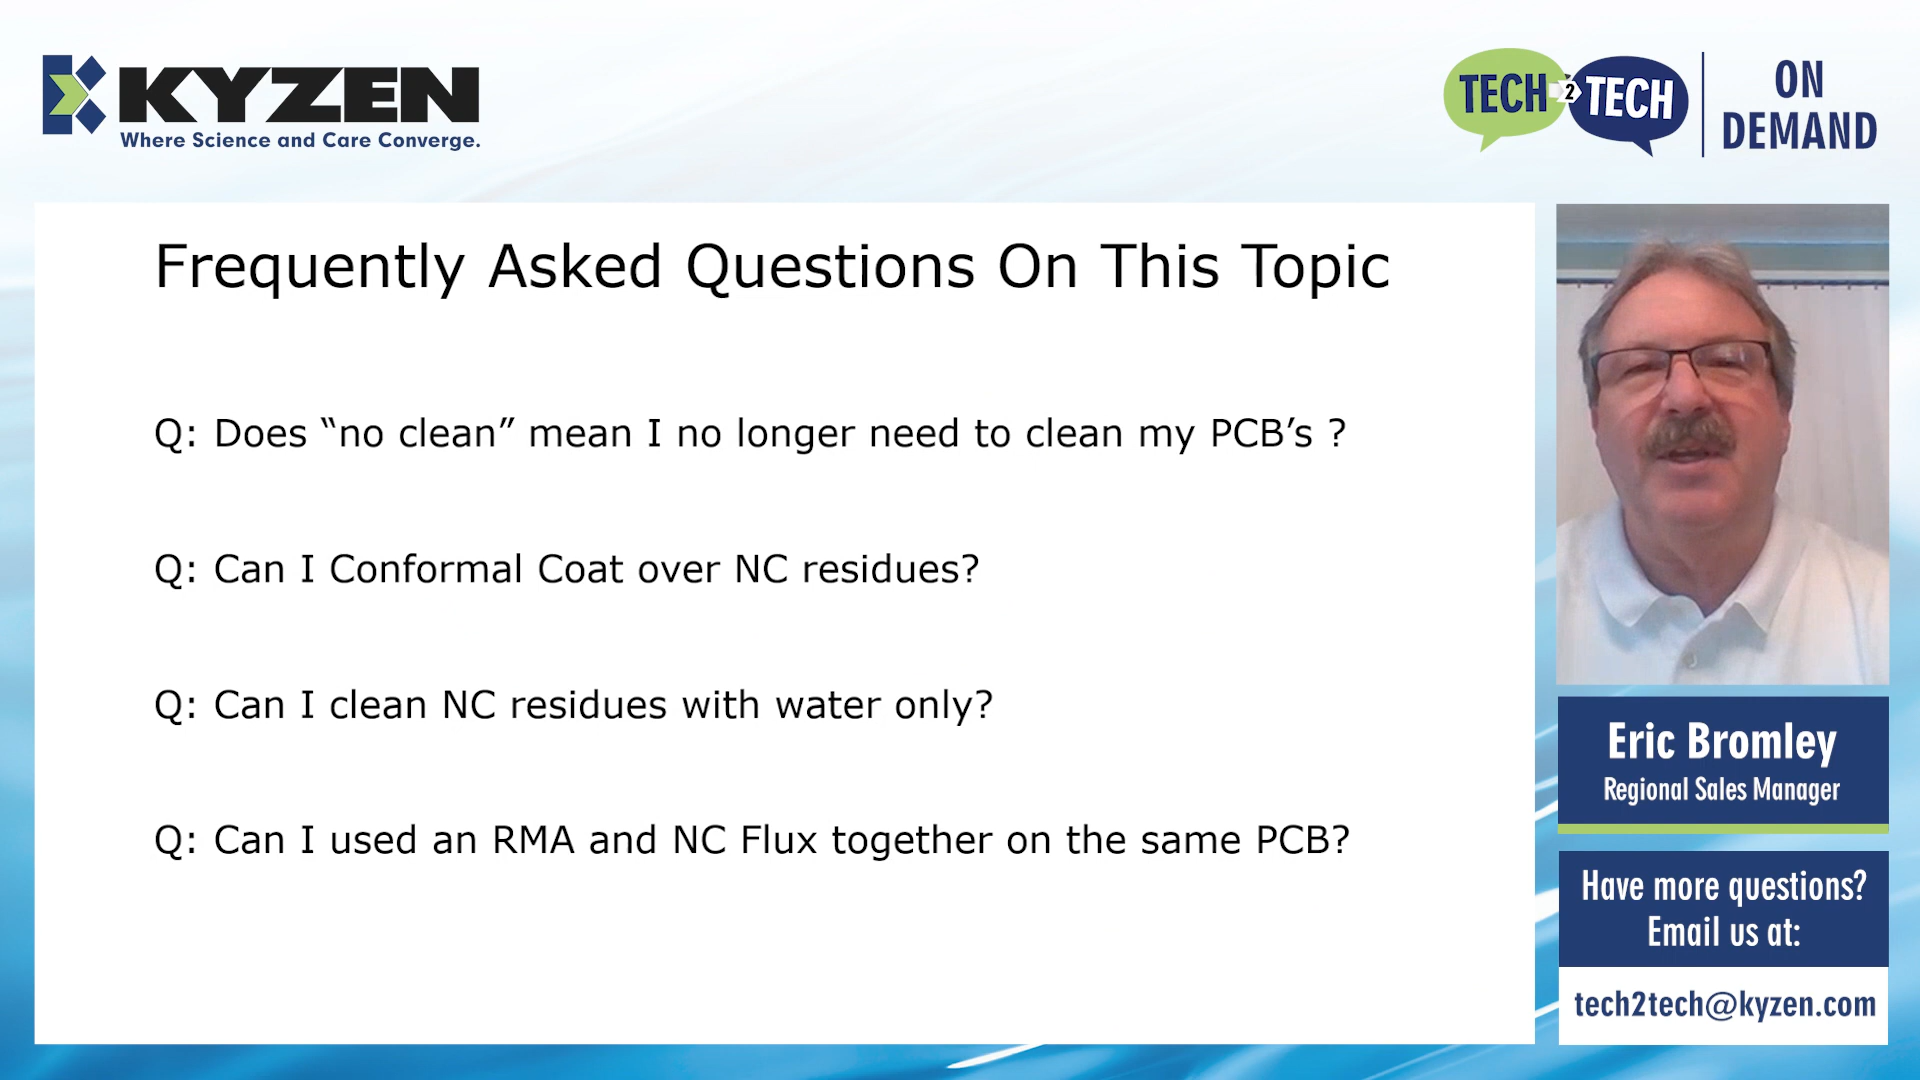 KYZEN
Where Science and Care Converge.
TECH 2 TECH
ON
DEMAND
Frequently Asked Questions On This Topic
Q: Does “no clean” mean I no longer need to clean my PCB’s ?
Q: Can I Conformal Coat over NC residues?
Q: Can I clean NC residues with water only?
Q: Can I used an RMA and NC Flux together on the same PCB?
Eric Bromley
Regional Sales Manager
Have more questions?
Email us at:
tech2tech@kyzen.com